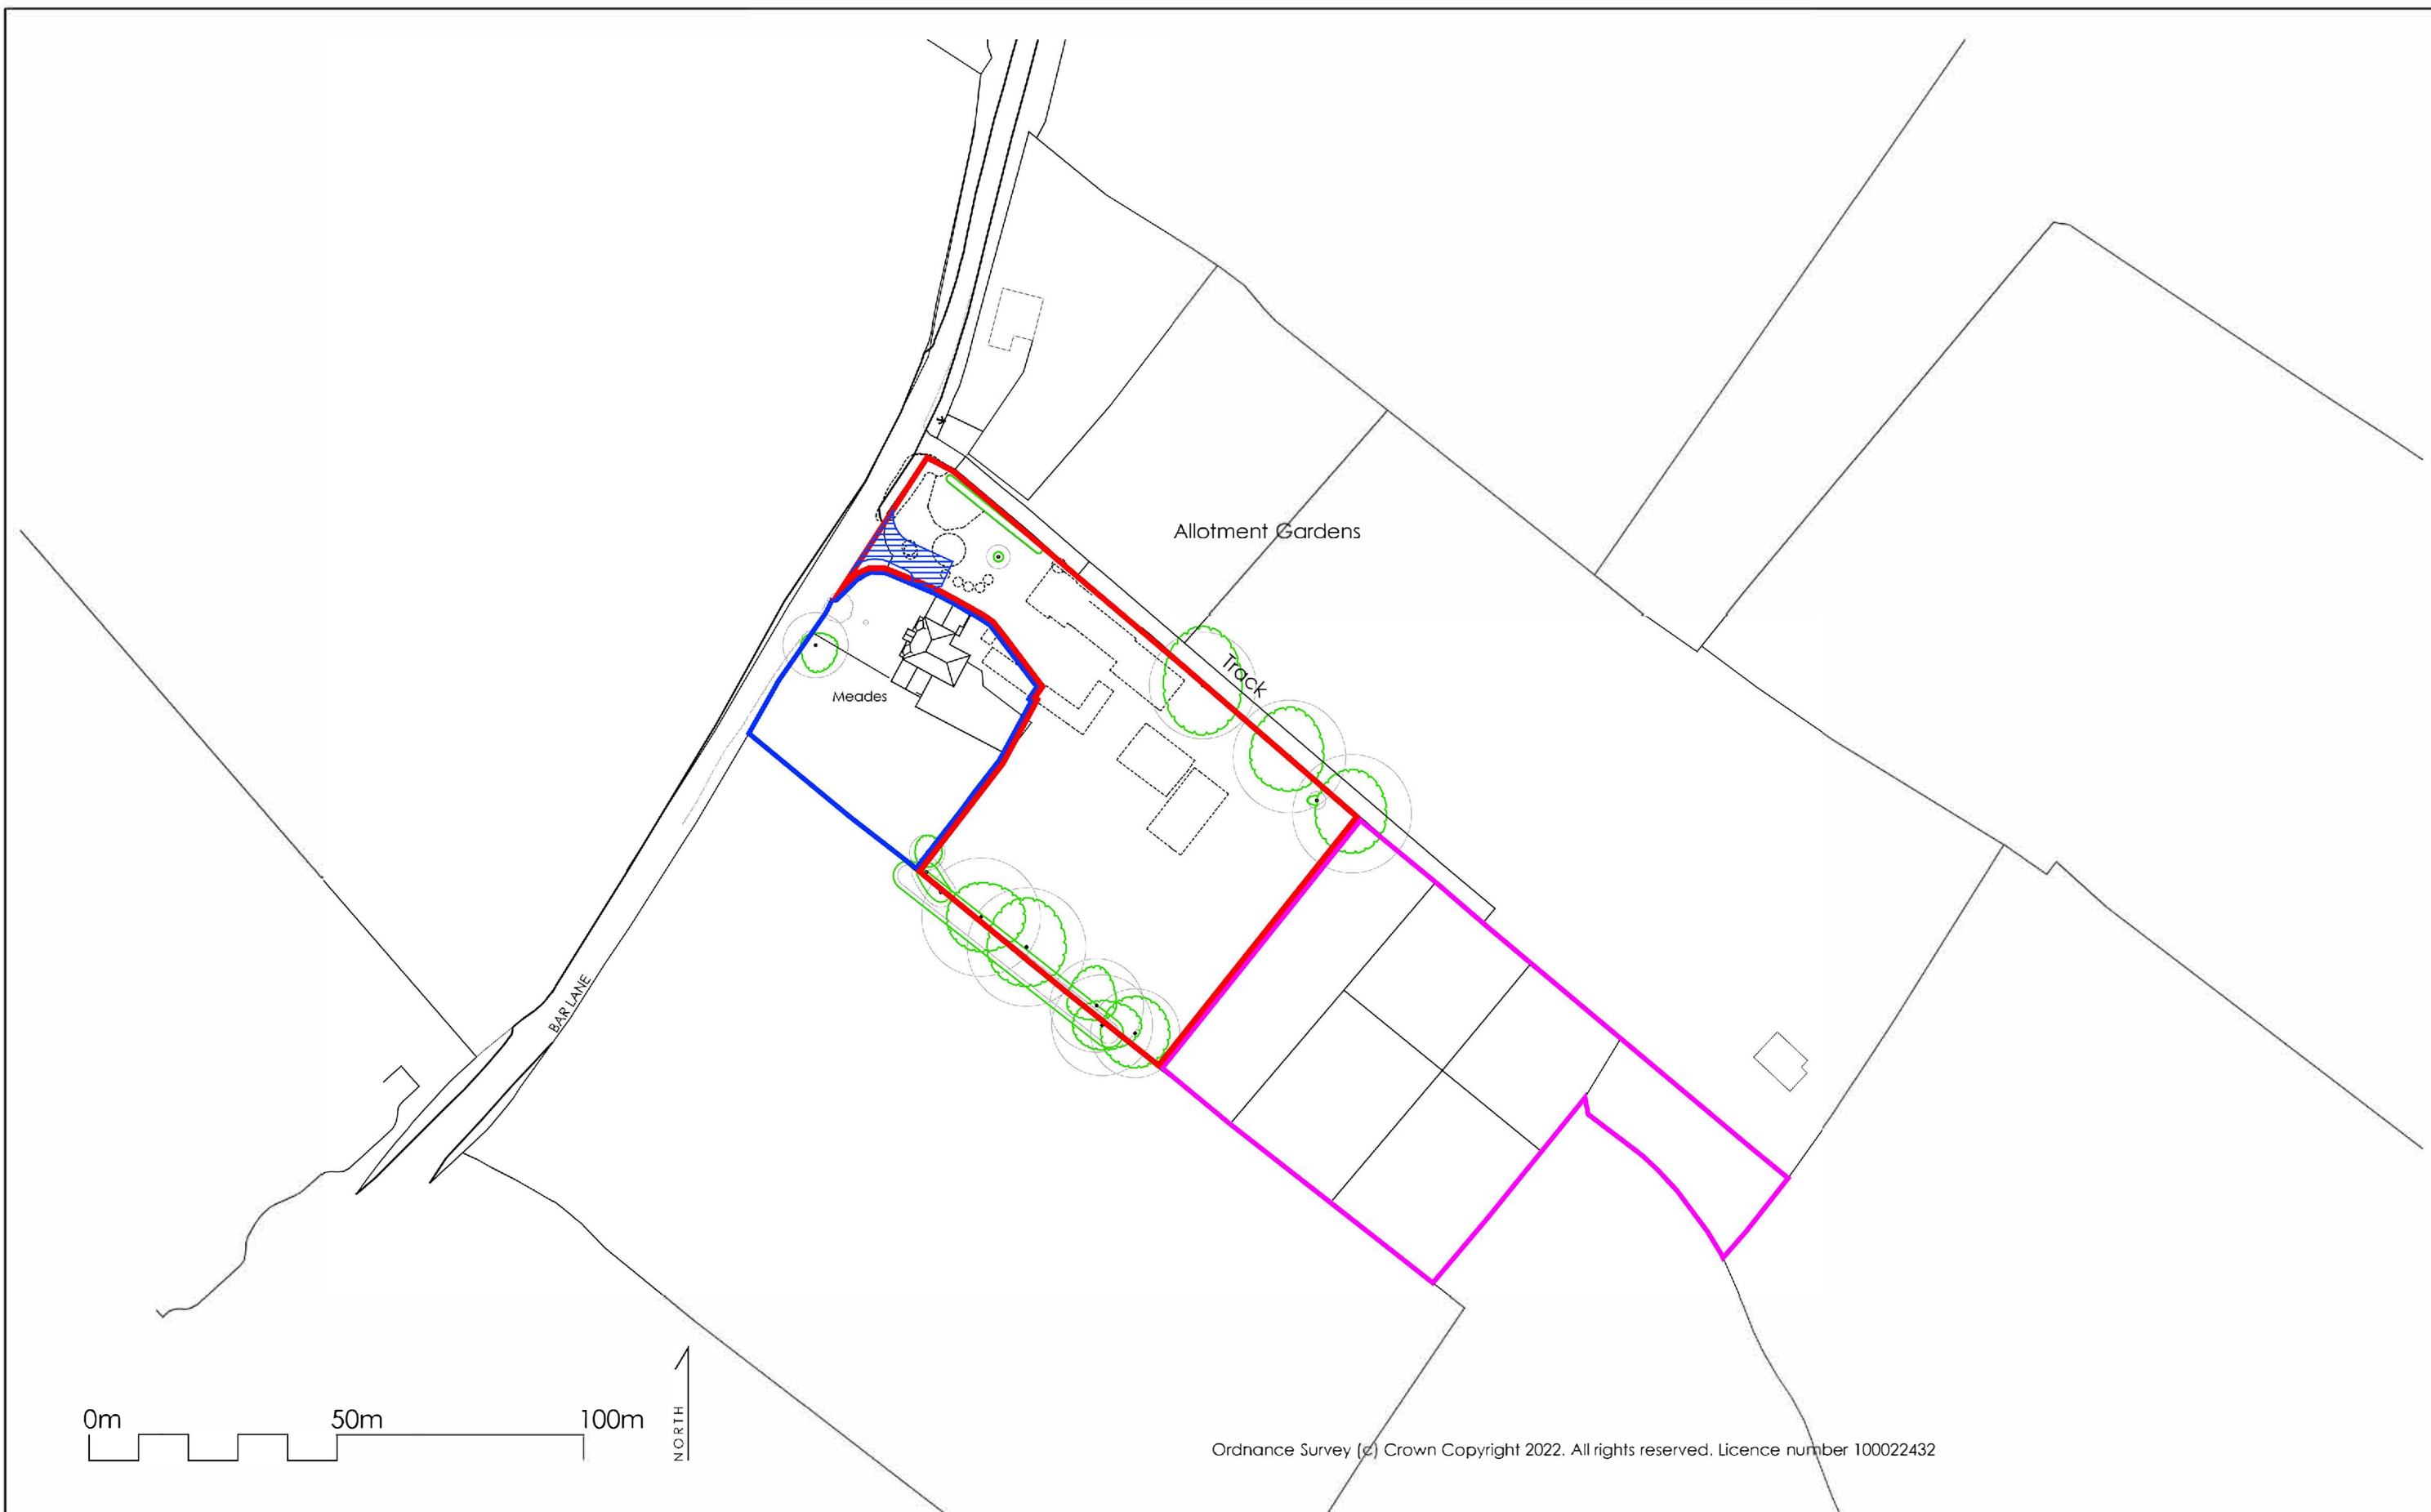 Allotment Gardens
Track
Meades
BAR LANE
0m 50m 100m
NORTH
Ordnance Survey (c) Crown Copyright 2022. All rights reserved. Licence number 100022432